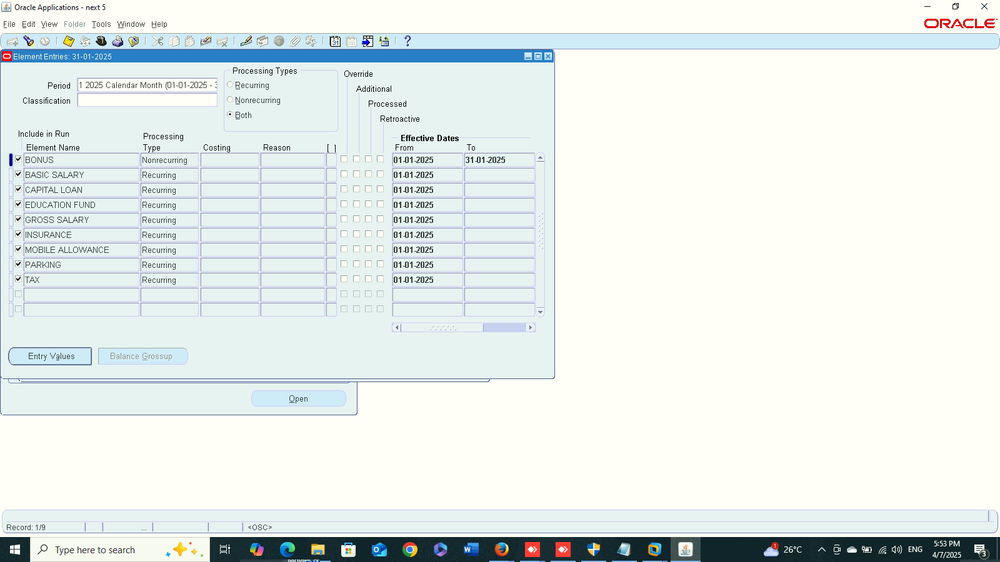 Oracle Applications - next 5
File Edit View Folder Tools Window Help
ORACLE
Element Entries: 31-01-2025
Period 1 2025 Calendar Month (01-01-2025 - 3
Classification
Processing Types
Recurring
Nonrecurring
Both
Override
Additional
Processed
Retroactive
Include in Run
Effective Dates
Element Name Processing Type Costing Reason [ ] From To
BONUS Nonrecurring 01-01-2025 31-01-2025
BASIC SALARY Recurring 01-01-2025
CAPITAL LOAN Recurring 01-01-2025
EDUCATION FUND Recurring 01-01-2025
GROSS SALARY Recurring 01-01-2025
INSURANCE Recurring 01-01-2025
MOBILE ALLOWANCE Recurring 01-01-2025
PARKING Recurring 01-01-2025
TAX Recurring 01-01-2025
Entry Values Balance Grossup
Open
Record: 1/9 ... <OSC>
Type here to search 1 26°C ENG 5:53 PM
4/7/2025 3